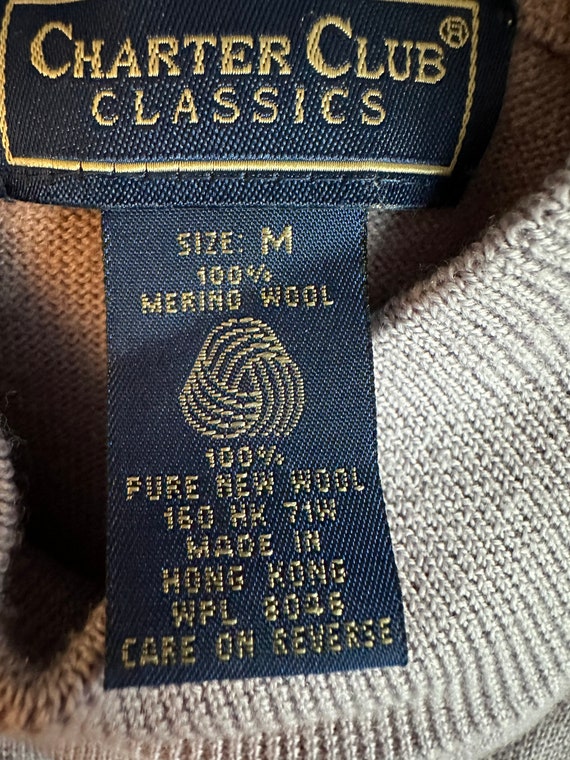 CHARTER CLUB®
CLASSICS
SIZE: M
100%
MERINO WOOL
100%
PURE NEW WOOL
160 HK 71W
MADE IN
HONG KONG
WPL 8046
CARE ON REVERSE